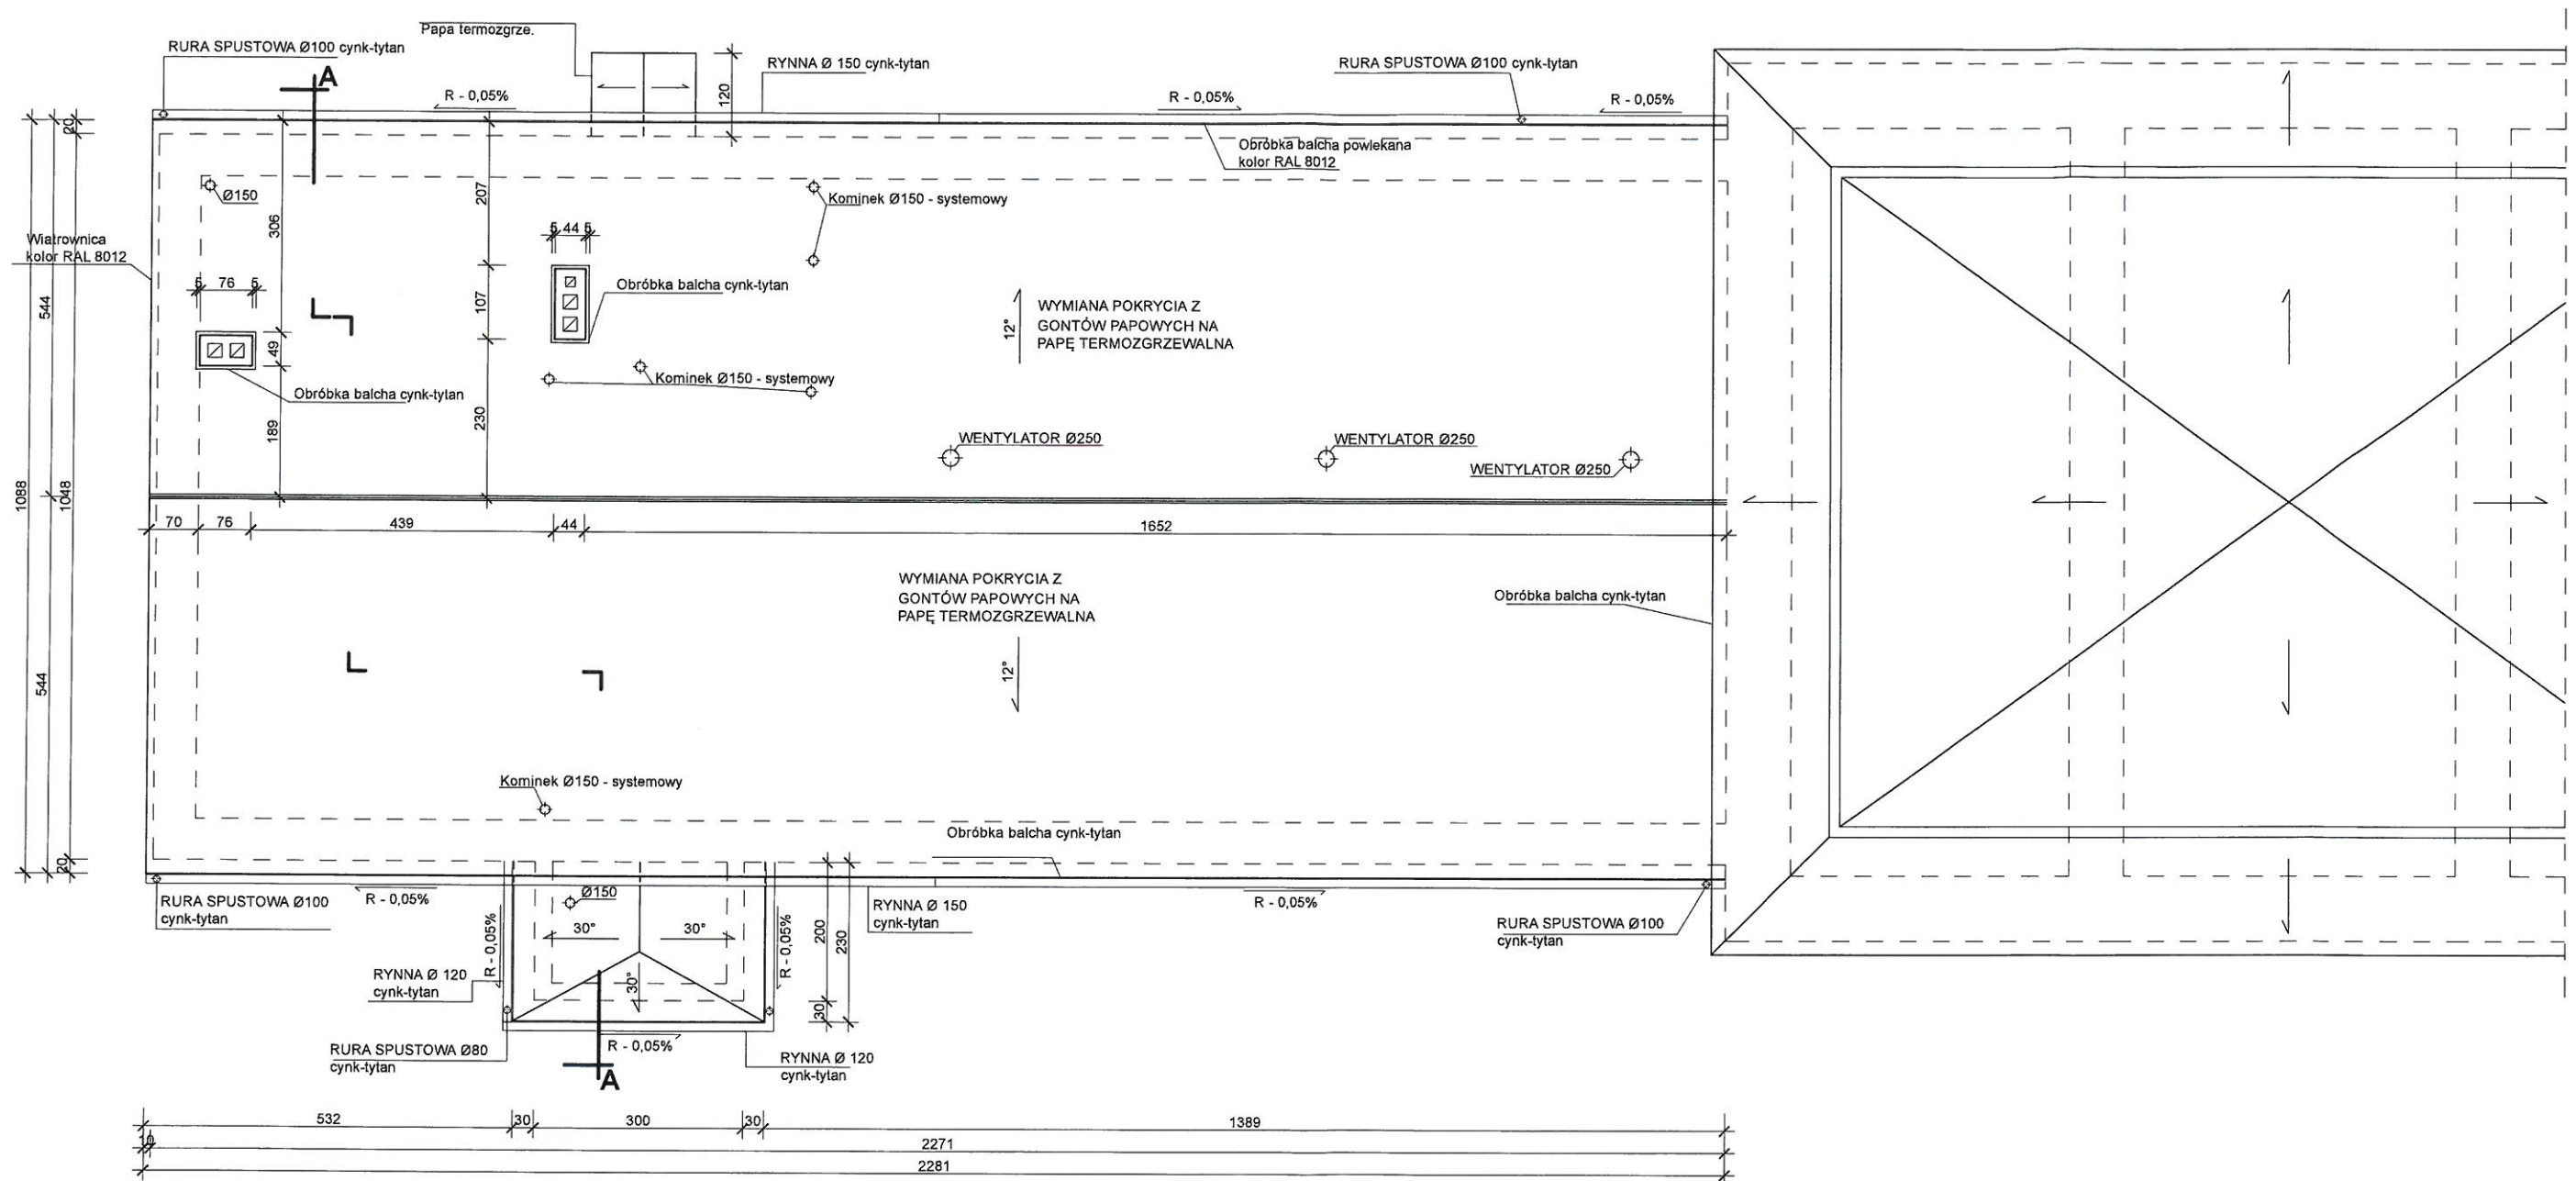 Papa termozgrze.
RURA SPUSTOWA Ø100 cynk-tytan
A
RYNNA Ø 150 cynk-tytan
RURA SPUSTOWA Ø100 cynk-tytan
120
R - 0,05%
R - 0,05%
R - 0,05%
20
Obróbka balcha powlekana
kolor RAL 8012
Ø150
207
Kominek Ø150 - systemowy
306
5 44 5
Wiatrownica
kolor RAL 8012
5 76 5
Obróbka balcha cynk-tytan
544
107
12°
WYMIANA POKRYCIA Z
GONTÓW PAPOWYCH NA
PAPĘ TERMOZGRZEWALNA
49
Kominek Ø150 - systemowy
Obróbka balcha cynk-tytan
189
230
WENTYLATOR Ø250
WENTYLATOR Ø250
WENTYLATOR Ø250
1088
1048
70 76 439 44 1652
WYMIANA POKRYCIA Z
GONTÓW PAPOWYCH NA
PAPĘ TERMOZGRZEWALNA
Obróbka balcha cynk-tytan
544
12°
Kominek Ø150 - systemowy
Obróbka balcha cynk-tytan
20
RURA SPUSTOWA Ø100
cynk-tytan
R - 0,05%
Ø150
RYNNA Ø 150
cynk-tytan
R - 0,05%
RURA SPUSTOWA Ø100
cynk-tytan
R - 0,05%
30°
30°
R - 0,05%
200
230
RYNNA Ø 120
cynk-tytan
30°
30
RURA SPUSTOWA Ø80
cynk-tytan
R - 0,05%
RYNNA Ø 120
cynk-tytan
A
532 30 300 30 1389
10
2271
2281